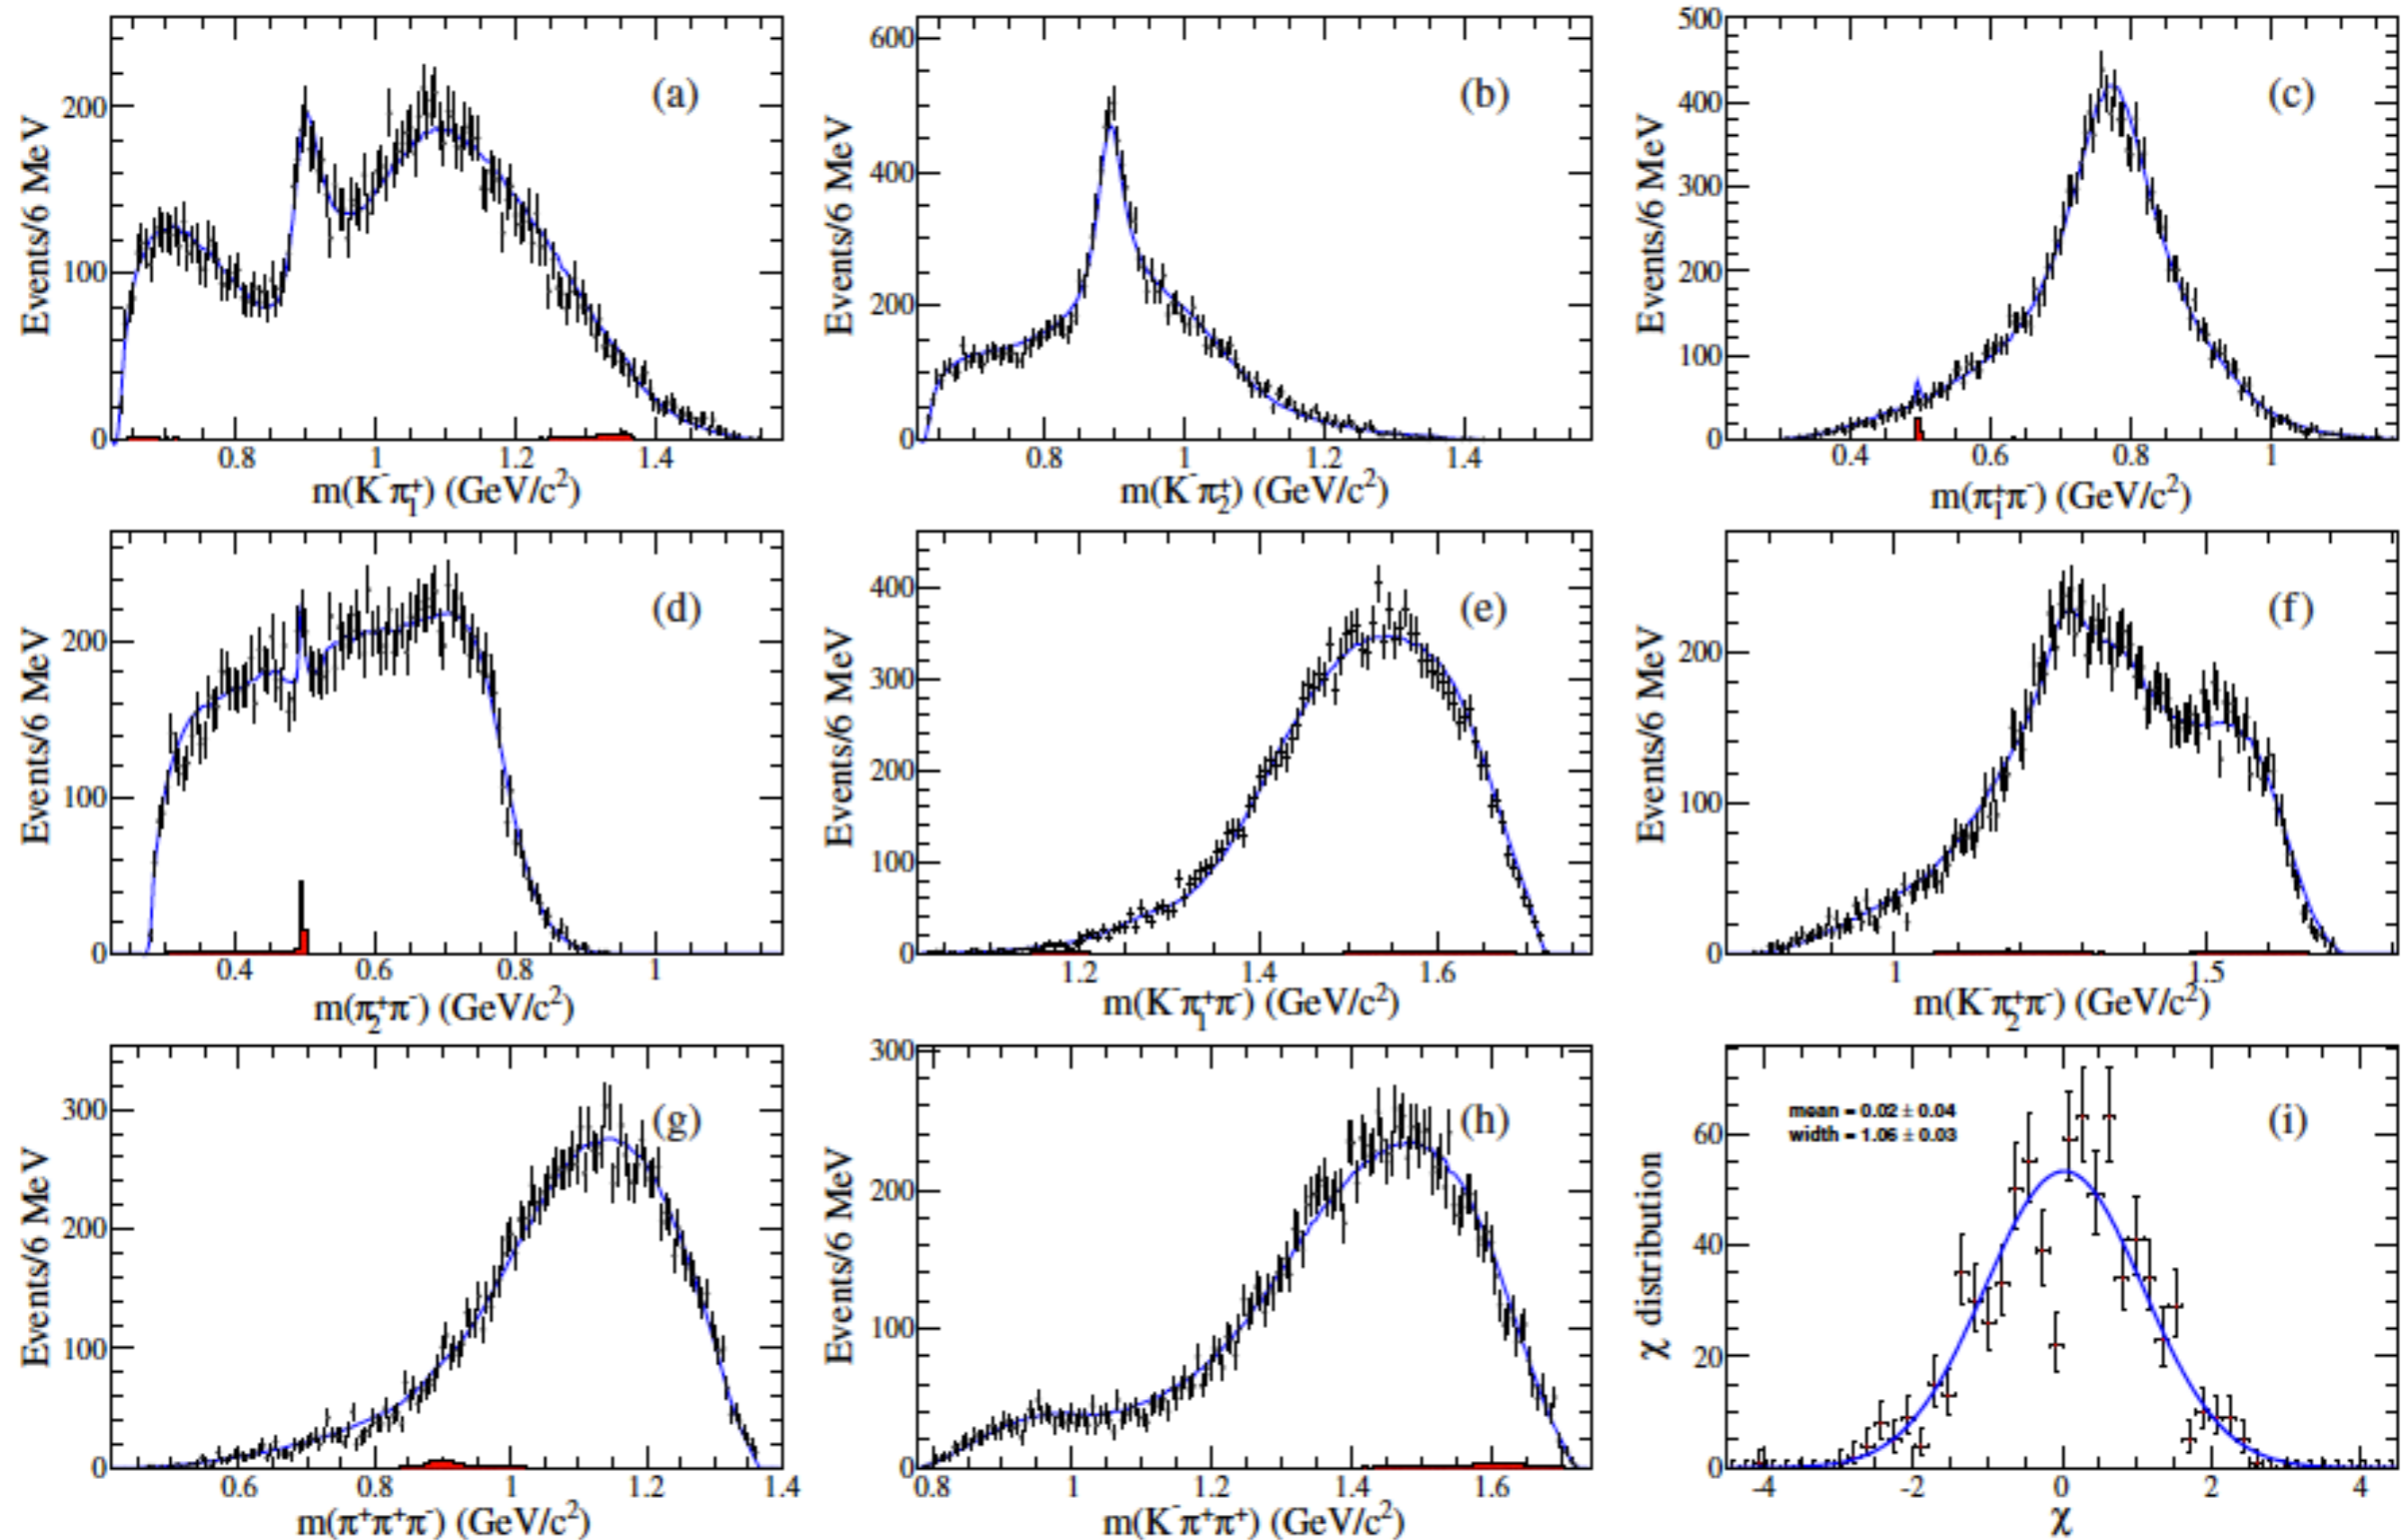 (a)
Events/6 MeV
200
100
0
0.8 1 1.2 1.4
m(K⁻π₁⁺) (GeV/c²)
(b)
Events/6 MeV
600
400
200
0
0.8 1 1.2 1.4
m(K⁻π₂⁺) (GeV/c²)
(c)
Events/6 MeV
500
400
300
200
100
0
0.4 0.6 0.8 1
m(π₁⁺π⁻) (GeV/c²)
(d)
Events/6 MeV
200
100
0
0.4 0.6 0.8 1
m(π₂⁺π⁻) (GeV/c²)
(e)
Events/6 MeV
400
300
200
100
0
1.2 1.4 1.6
m(K⁻π₁⁺π⁻) (GeV/c²)
(f)
Events/6 MeV
200
100
0
1 1.5
m(K⁻π₂⁺π⁻) (GeV/c²)
(g)
Events/6 MeV
300
200
100
0
0.6 0.8 1 1.2 1.4
m(π⁺π⁺π⁻) (GeV/c²)
(h)
Events/6 MeV
300
200
100
0
0.8 1 1.2 1.4 1.6
m(K⁻π⁺π⁺) (GeV/c²)
(i)
mean = 0.02 ± 0.04
width = 1.06 ± 0.03
χ distribution
60
40
20
0
-4 -2 0 2 4
χ